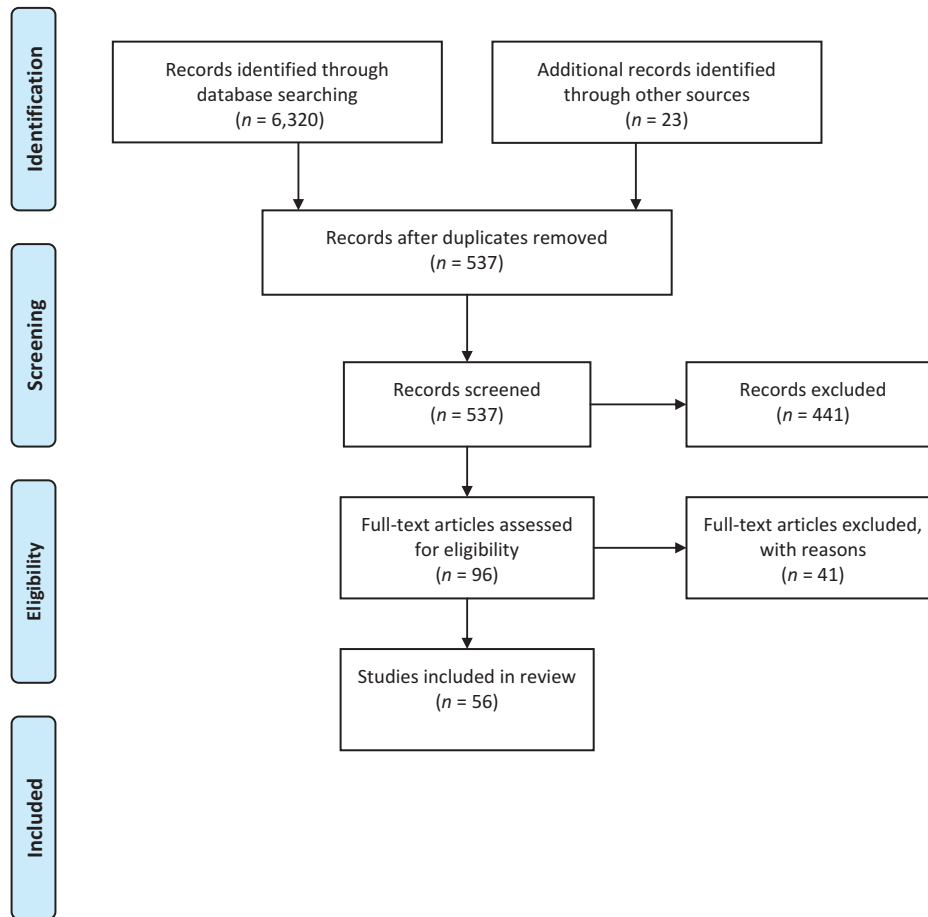 Identification
Records identified through
database searching
(n = 6,320)
Additional records identified
through other sources
(n = 23)
Records after duplicates removed
(n = 537)
Screening
Records screened
(n = 537)
Records excluded
(n = 441)
Eligibility
Full-text articles assessed
for eligibility
(n = 96)
Full-text articles excluded,
with reasons
(n = 41)
Studies included in review
(n = 56)
Included